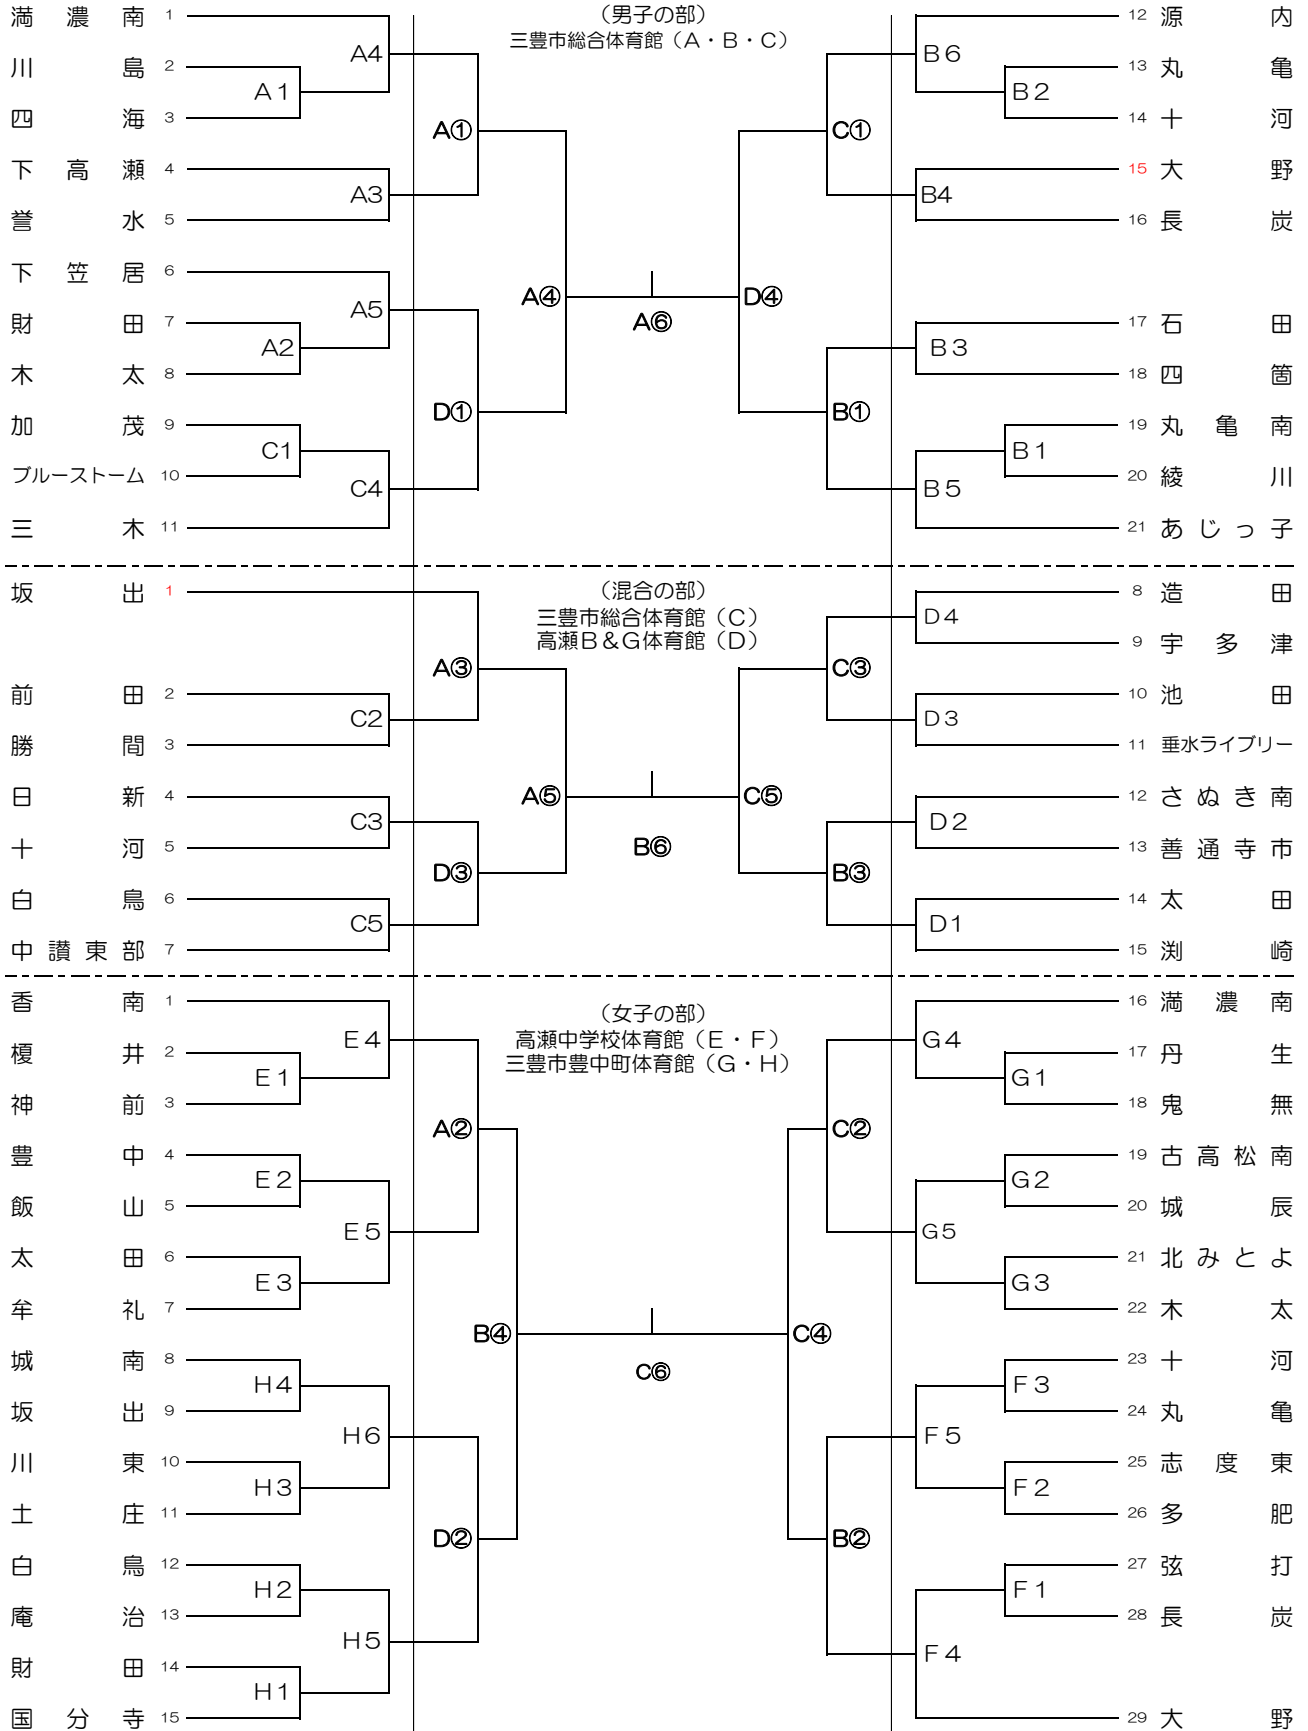 （男子の部）
三豊市総合体育館（A・B・C）
満濃南 1
川島 2
四海 3
下高瀬 4
誉水 5
下笠居 6
財田 7
木太 8
加茂 9
ブルーストーム 10
三木 11
A4
A1
A①
A3
A5
A2
D①
C1
C4
A④
A⑥
D④
C①
B①
B6
B2
B4
B3
B1
B5
12 源内
13 丸亀
14 十河
15 大野
16 長炭
17 石田
18 四箇
19 丸亀南
20 綾川
21 あじっ子
（混合の部）
三豊市総合体育館（C）
高瀬B＆G体育館（D）
坂出 1
前田 2
勝間 3
日新 4
十河 5
白鳥 6
中讃東部 7
A③
C2
C3
D③
C5
A⑤
B⑥
C⑤
C③
B③
D4
D3
D2
D1
8 造田
9 宇多津
10 池田
11 垂水ライブリー
12 さぬき南
13 善通寺市
14 太田
15 渕崎
（女子の部）
高瀬中学校体育館（E・F）
三豊市豊中町体育館（G・H）
香南 1
榎井 2
神前 3
豊中 4
飯山 5
太田 6
牟礼 7
城南 8
坂出 9
川東 10
土庄 11
白鳥 12
庵治 13
財田 14
国分寺 15
E4
E1
A②
E2
E5
E3
H4
H6
H3
D②
H2
H5
H1
B④
C⑥
C④
C②
B②
G4
G1
G2
G5
G3
F3
F5
F2
F1
F4
16 満濃南
17 丹生
18 鬼無
19 古高松南
20 城辰
21 北みとよ
22 木太
23 十河
24 丸亀
25 志度東
26 多肥
27 弦打
28 長炭
29 大野